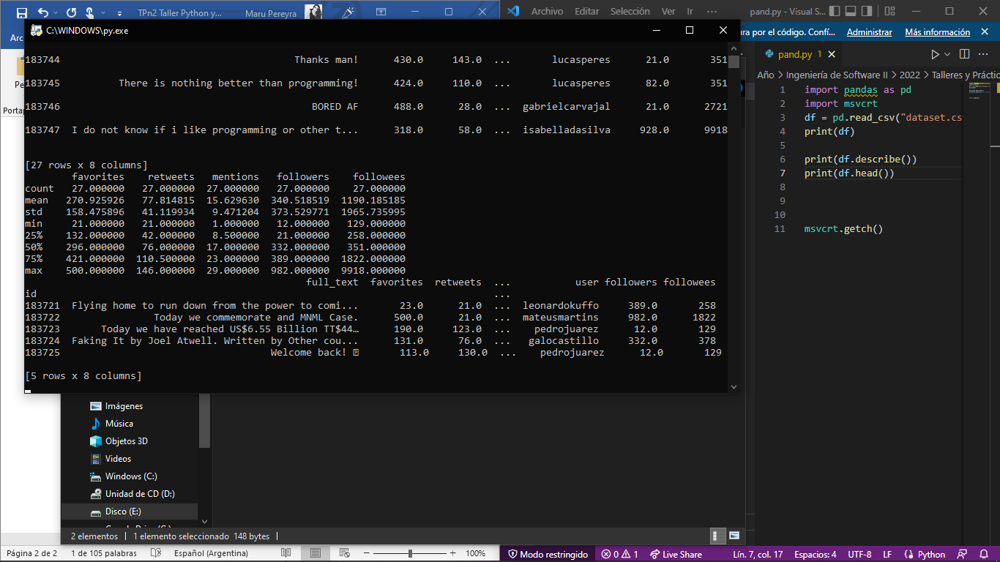 TPn2 Taller Python y...
Maru Pereyra
Arc
Pe
Portap
C:\WINDOWS\py.exe
183744 Thanks man! 430.0 143.0 ... lucasperes 21.0 351
183745 There is nothing better than programming! 424.0 110.0 ... lucasperes 82.0 351
183746 BORED AF 488.0 28.0 ... gabrielcarvajal 21.0 2721
183747 I do not know if i like programming or other t... 318.0 58.0 ... isabelladasilva 928.0 9918
[27 rows x 8 columns]
favorites retweets mentions followers followees
count 27.000000 27.000000 27.000000 27.000000 27.000000
mean 270.925926 77.814815 15.629630 340.518519 1190.185185
std 158.475896 41.119934 9.471204 373.529771 1965.735995
min 21.000000 21.000000 1.000000 12.000000 129.000000
25% 132.000000 42.000000 8.500000 21.000000 258.000000
50% 296.000000 76.000000 17.000000 332.000000 351.000000
75% 421.000000 110.500000 23.000000 389.000000 1822.000000
max 500.000000 146.000000 29.000000 982.000000 9918.000000
full_text favorites retweets ... user followers followees
id ...
183721 Flying home to run down from the power to comi... 23.0 21.0 ... leonardokuffo 389.0 258
183722 Today we commemorate and MNML Case. 500.0 21.0 ... mateusmartins 982.0 1822
183723 Today we have reached US$6.55 Billion TT$44… 190.0 123.0 ... pedrojuarez 12.0 129
183724 Faking It by Joel Atwell. Written by Other cou... 131.0 76.0 ... galocastillo 332.0 378
183725 Welcome back! 113.0 130.0 ... pedrojuarez 12.0 129
[5 rows x 8 columns]
Imágenes
Música
Objetos 3D
Videos
Windows (C:)
Unidad de CD (D:)
Disco (E:)
2 elementos 1 elemento seleccionado 148 bytes
Página 2 de 2 1 de 105 palabras Español (Argentina) 100%
Archivo Editar Selección Ver Ir ... pand.py - Visual S...
ura por el código. Confí... Administrar Más información
pand.py 1
Año > Ingeniería de Software II > 2022 > Talleres y Práctic
1 import pandas as pd
2 import msvcrt
3 df = pd.read_csv("dataset.cs
4 print(df)
5
6 print(df.describe())
7 print(df.head())
8
9
10
11 msvcrt.getch()
Modo restringido 0 1 Live Share Lín. 7, col. 17 Espacios: 4 UTF-8 LF Python